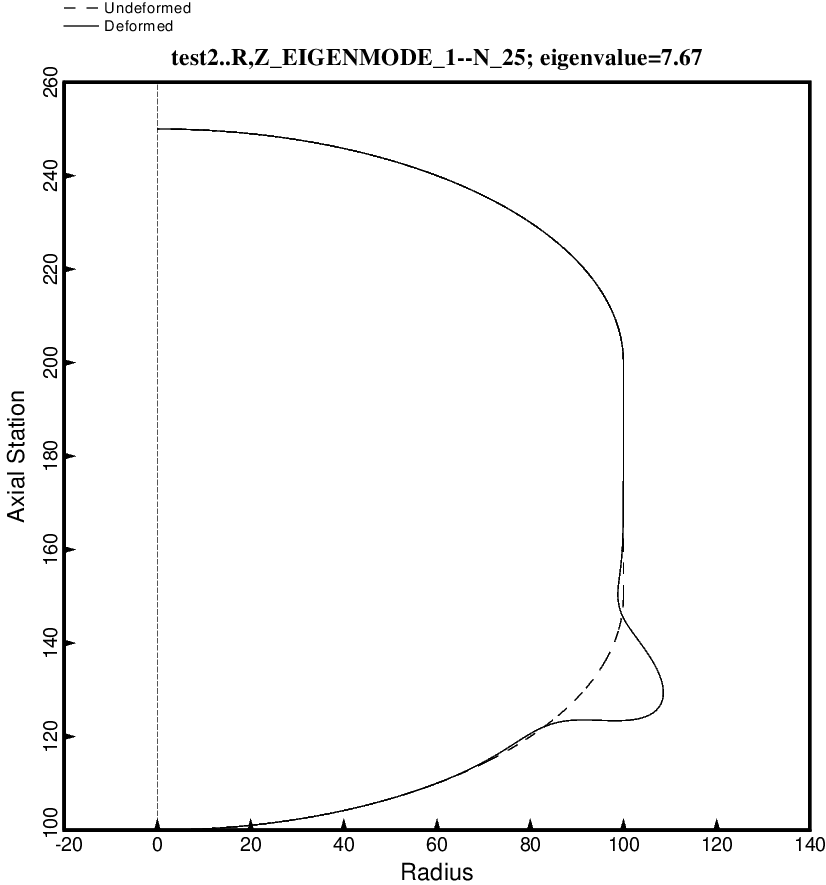 Undeformed
Deformed
test2..R,Z_EIGENMODE_1--N_25; eigenvalue=7.67
260
240
220
200
180
160
140
120
100
Axial Station
-20 0 20 40 60 80 100 120 140
Radius